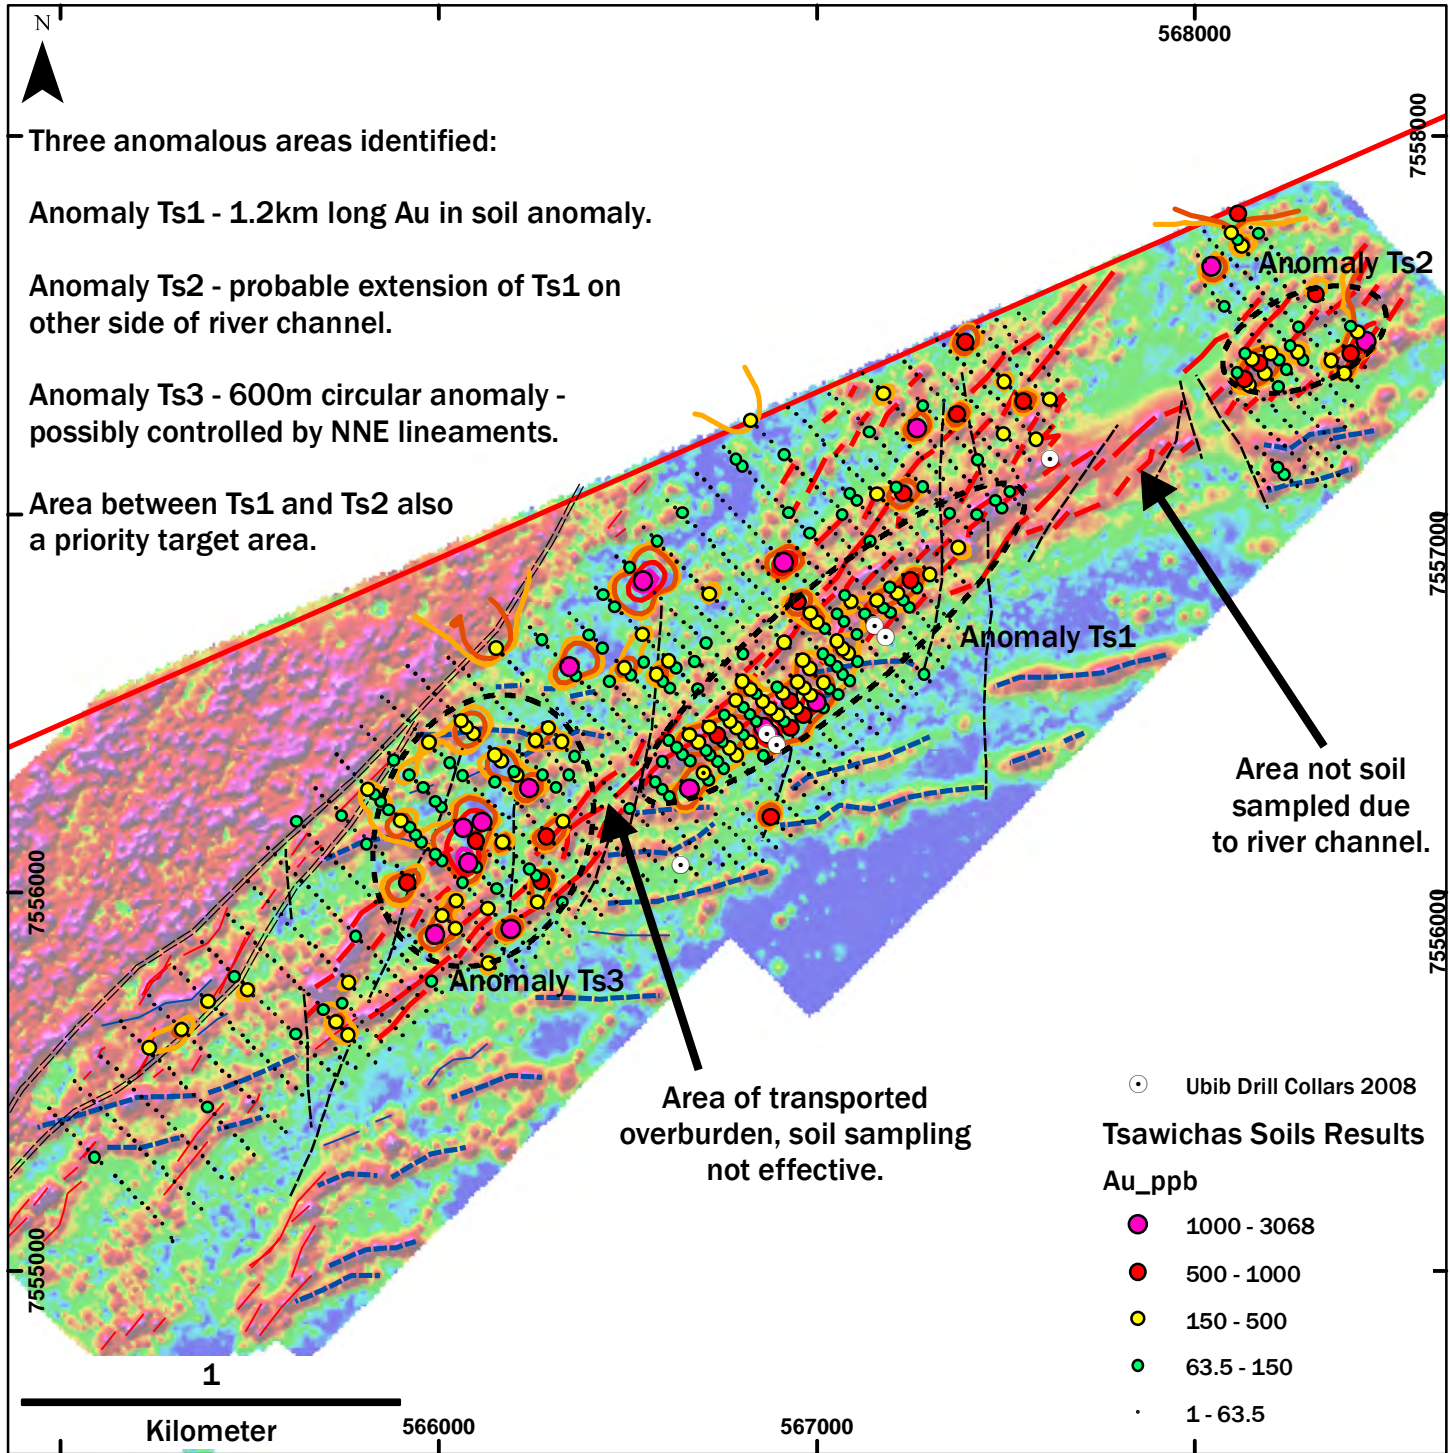 N
568000
7558000
Three anomalous areas identified:
Anomaly Ts1 - 1.2km long Au in soil anomaly.
Anomaly Ts2 - probable extension of Ts1 on
other side of river channel.
Anomaly Ts3 - 600m circular anomaly -
possibly controlled by NNE lineaments.
Area between Ts1 and Ts2 also
a priority target area.
Anomaly Ts2
7557000
Anomaly Ts1
Area not soil
sampled due
to river channel.
7556000
7556000
Anomaly Ts3
Area of transported
overburden, soil sampling
not effective.
7555000
Ubib Drill Collars 2008
Tsawichas Soils Results
Au_ppb
1000 - 3068
500 - 1000
150 - 500
63.5 - 150
1 - 63.5
1
Kilometer
566000
567000